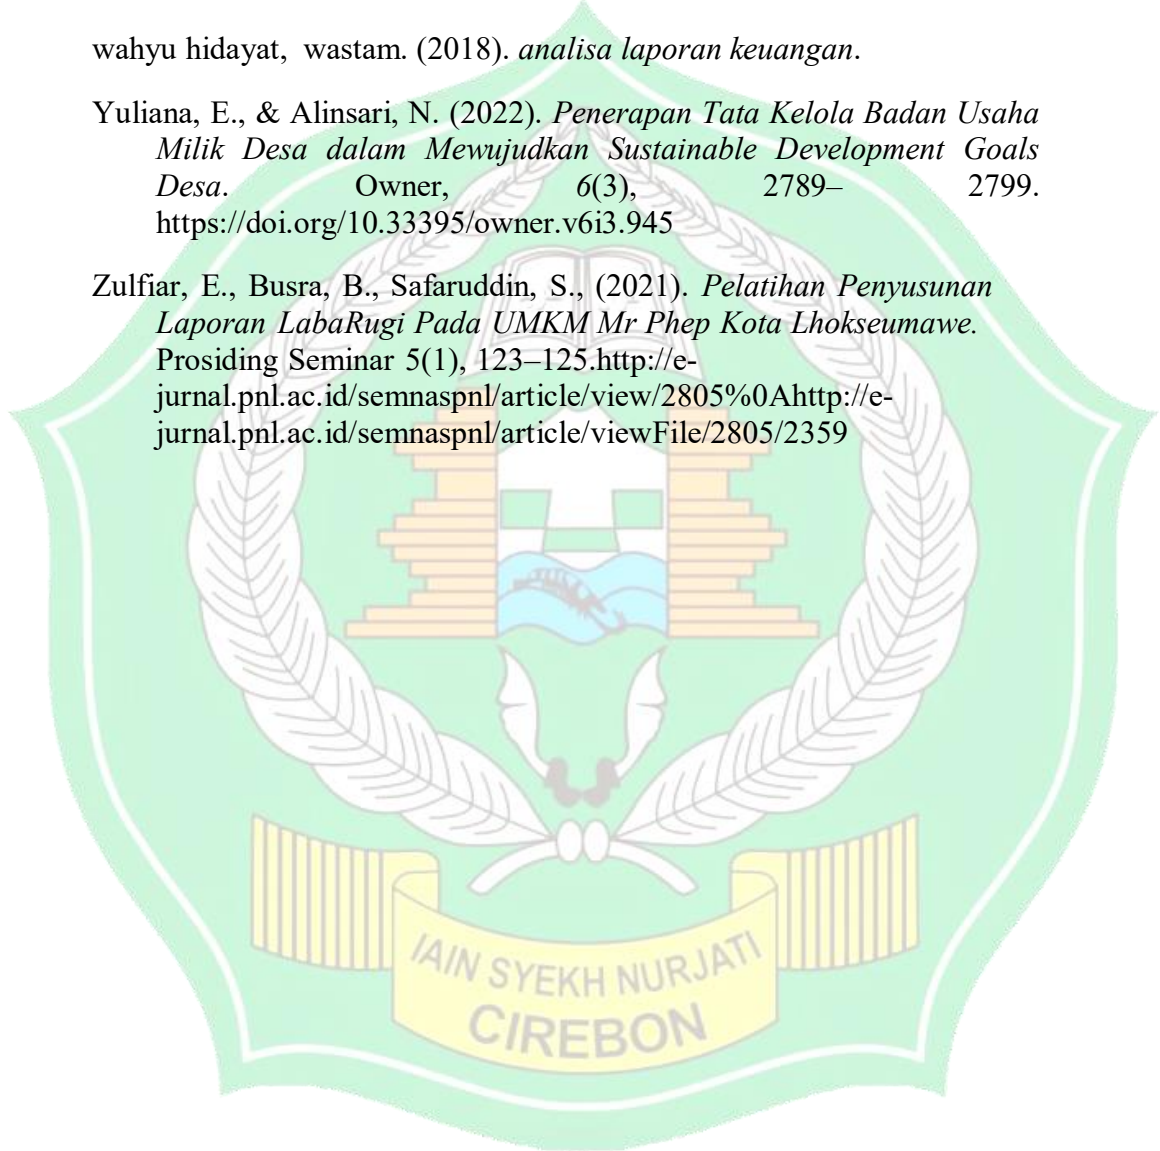 wahyu hidayat, wastam. (2018). analisa laporan keuangan.
Yuliana, E., & Alinsari, N. (2022). Penerapan Tata Kelola Badan Usaha
Milik Desa dalam Mewujudkan Sustainable Development Goals
Desa. Owner, 6(3), 2789– 2799.
https://doi.org/10.33395/owner.v6i3.945
Zulfiar, E., Busra, B., Safaruddin, S., (2021). Pelatihan Penyusunan
Laporan LabaRugi Pada UMKM Mr Phep Kota Lhokseumawe.
Prosiding Seminar 5(1), 123–125.http://e-
jurnal.pnl.ac.id/semnaspnl/article/view/2805%0Ahttp://e-
jurnal.pnl.ac.id/semnaspnl/article/viewFile/2805/2359
IAIN SYEKH NURJATI
CIREBON